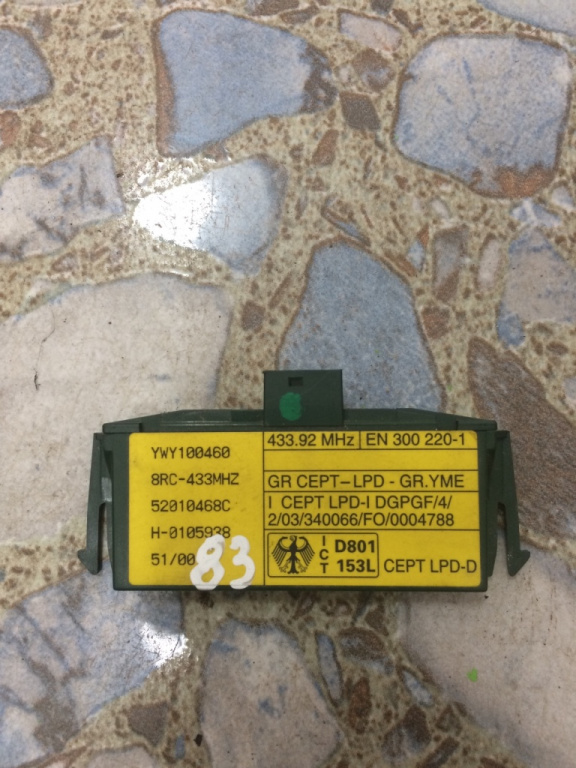 YWY100460
8RC-433MHZ
52010468C
H-0105938
51/00
83
433.92 MHz EN 300 220-1
GR CEPT-LPD - GR.YME
I CEPT LPD-I DGPGF/4/
2/03/340066/FO/0004788
ICT
D801
153L
CEPT LPD-D